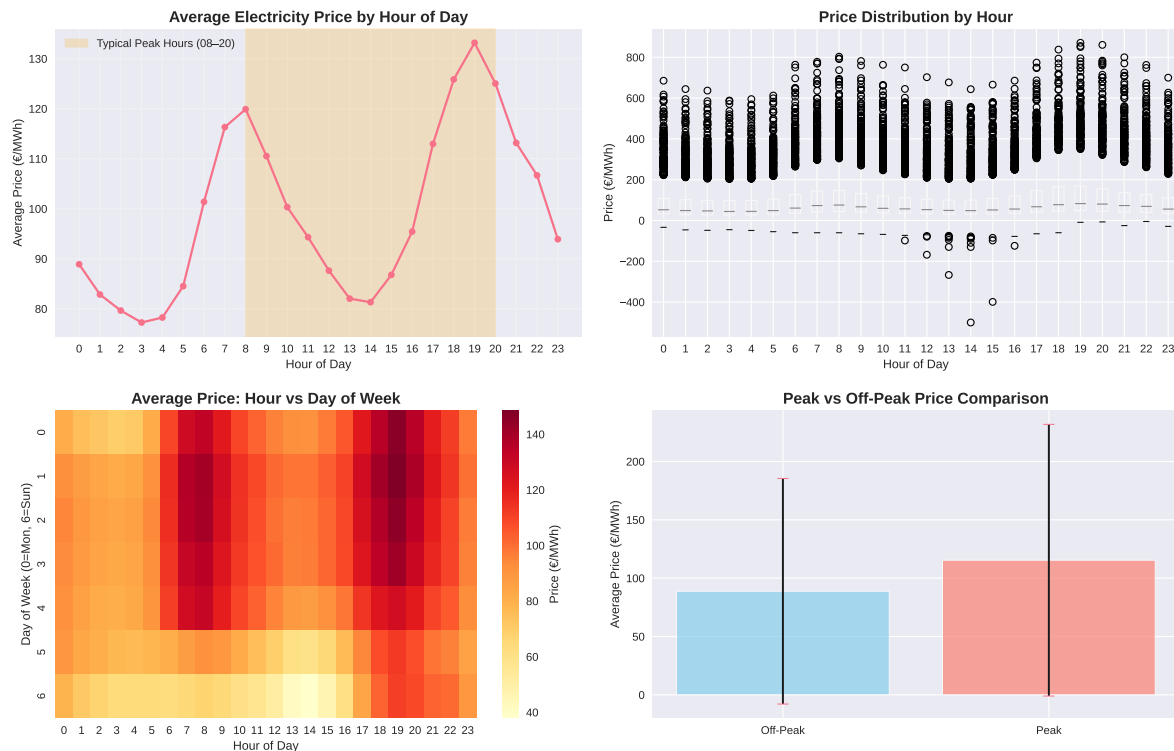 Average Electricity Price by Hour of Day
Typical Peak Hours (08–20)
Average Price (€/MWh)
130
120
110
100
90
80
0 1 2 3 4 5 6 7 8 9 10 11 12 13 14 15 16 17 18 19 20 21 22 23
Hour of Day
Price Distribution by Hour
Price (€/MWh)
800
600
400
200
0
−200
−400
0 1 2 3 4 5 6 7 8 9 10 11 12 13 14 15 16 17 18 19 20 21 22 23
Hour of Day
Average Price: Hour vs Day of Week
Day of Week (0=Mon, 6=Sun)
0
1
2
3
4
5
6
0 1 2 3 4 5 6 7 8 9 10 11 12 13 14 15 16 17 18 19 20 21 22 23
Hour of Day
140
120
100
80
60
40
Price (€/MWh)
Peak vs Off-Peak Price Comparison
Average Price (€/MWh)
200
150
100
50
0
Off-Peak Peak